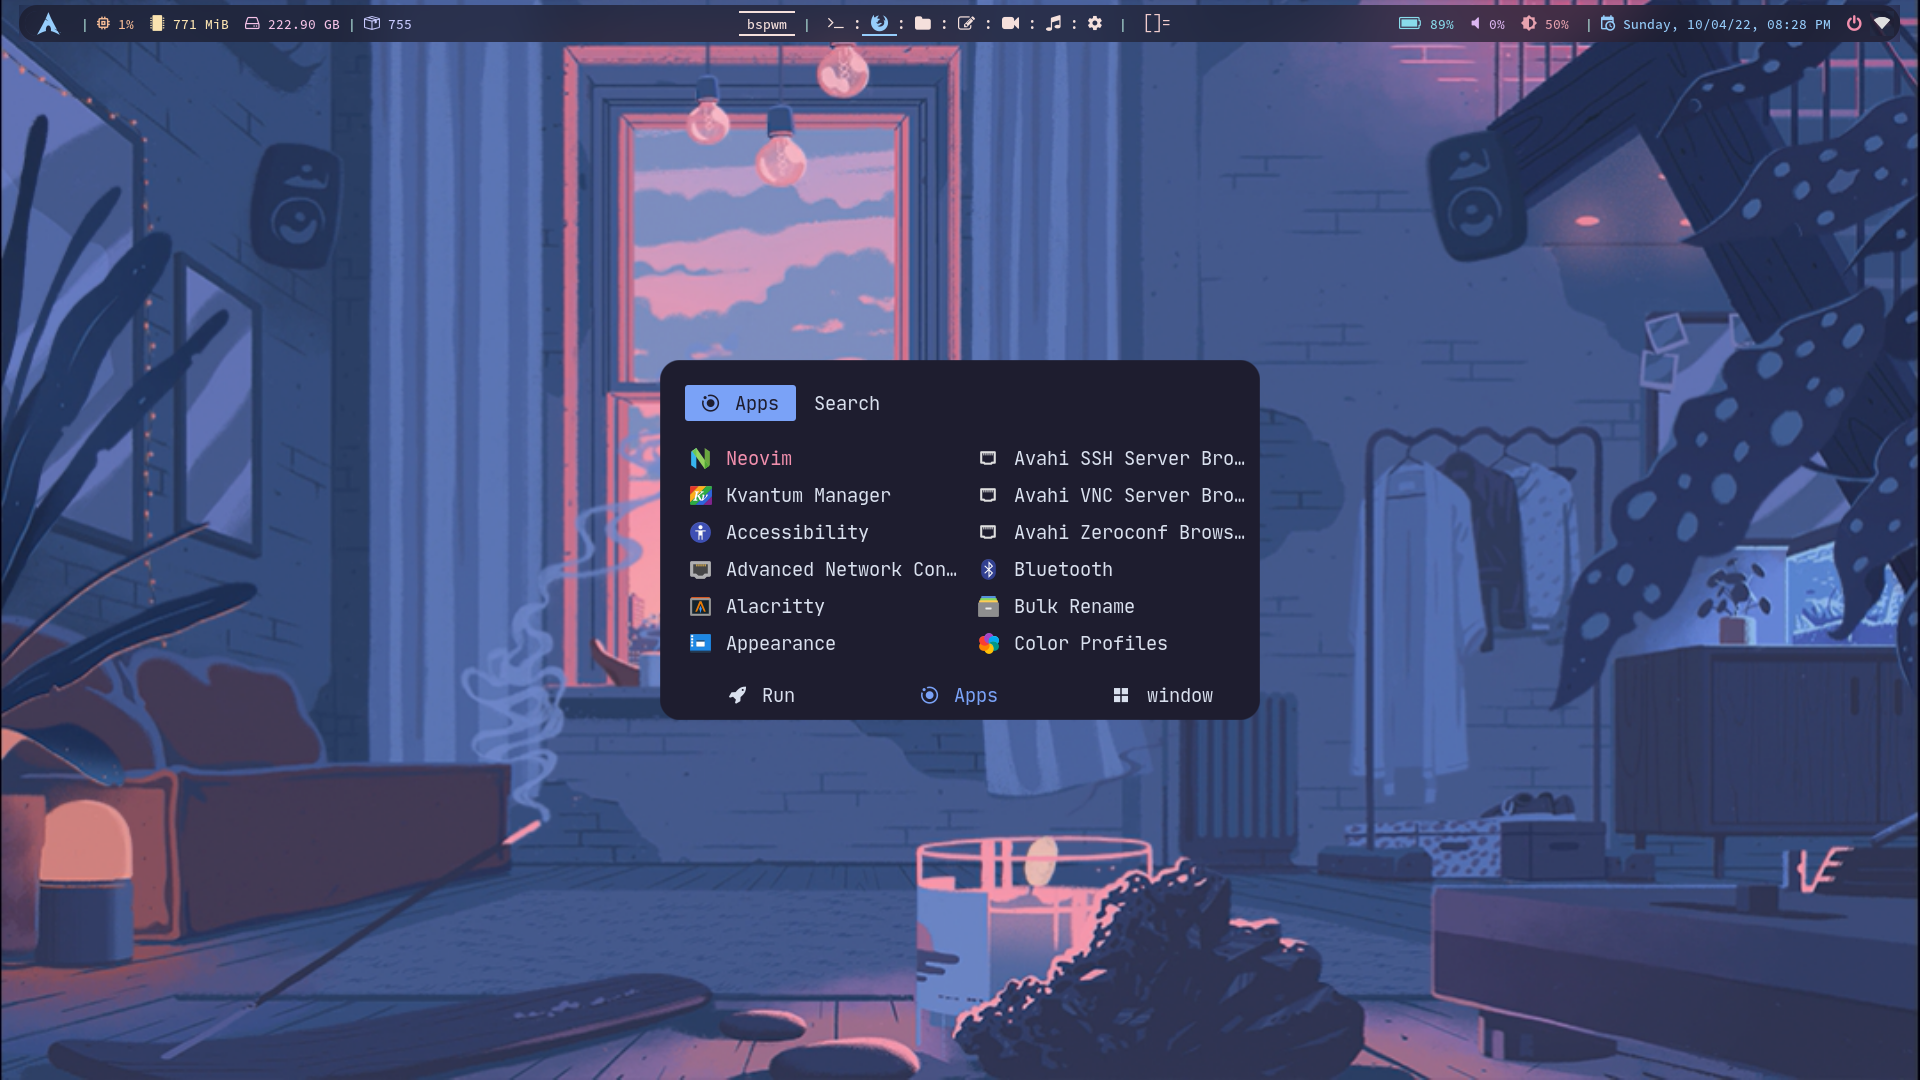 | 1% 771 MiB 222.90 GB | 755 bspwm | >_ : : : : : : | []= 89% 0% 50% | Sunday, 10/04/22, 08:28 PM
Apps Search
Neovim
Kvantum Manager
Accessibility
Advanced Network Con…
Alacritty
Appearance
Avahi SSH Server Bro…
Avahi VNC Server Bro…
Avahi Zeroconf Brows…
Bluetooth
Bulk Rename
Color Profiles
Run Apps window